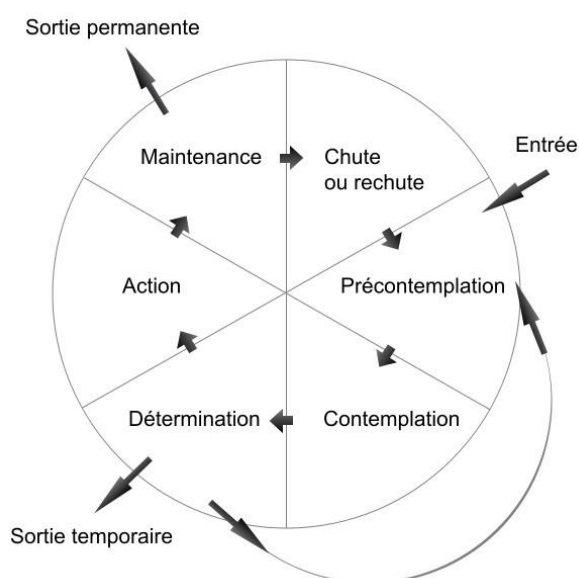 Sortie permanente
Entrée
Maintenance
Chute
ou rechute
Action
Précontemplation
Détermination
Contemplation
Sortie temporaire